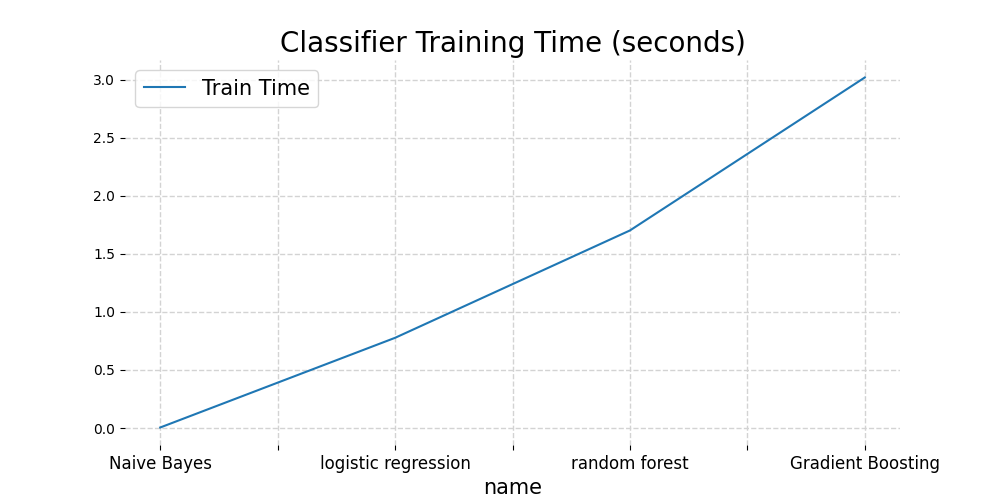 Classifier Training Time (seconds)
Train Time
3.0
2.5
2.0
1.5
1.0
0.5
0.0
Naive Bayes logistic regression random forest Gradient Boosting
name